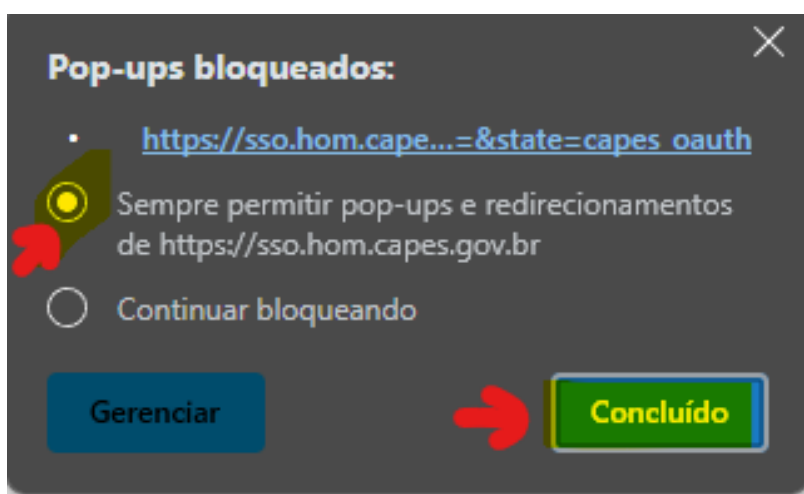 Pop-ups bloqueados:
https://sso.hom.cape...=&state=capes_oauth
Sempre permitir pop-ups e redirecionamentos
de https://sso.hom.capes.gov.br
Continuar bloqueando
Gerenciar
Concluído